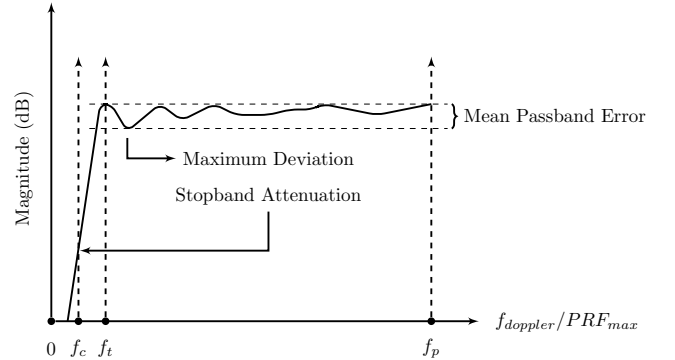 Magnitude (dB)
Mean Passband Error
Maximum Deviation
Stopband Attenuation
f_doppler/PRF_max
0 f_c f_t f_p